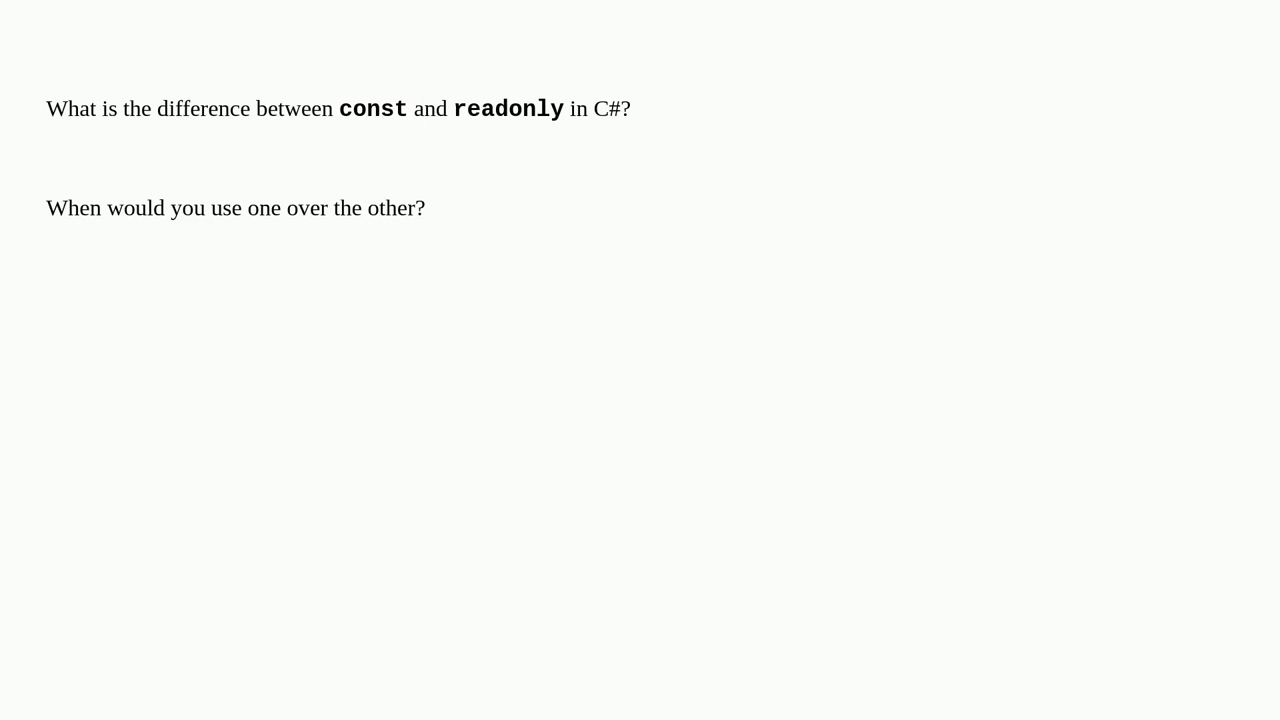 What is the difference between const and readonly in C#?
When would you use one over the other?